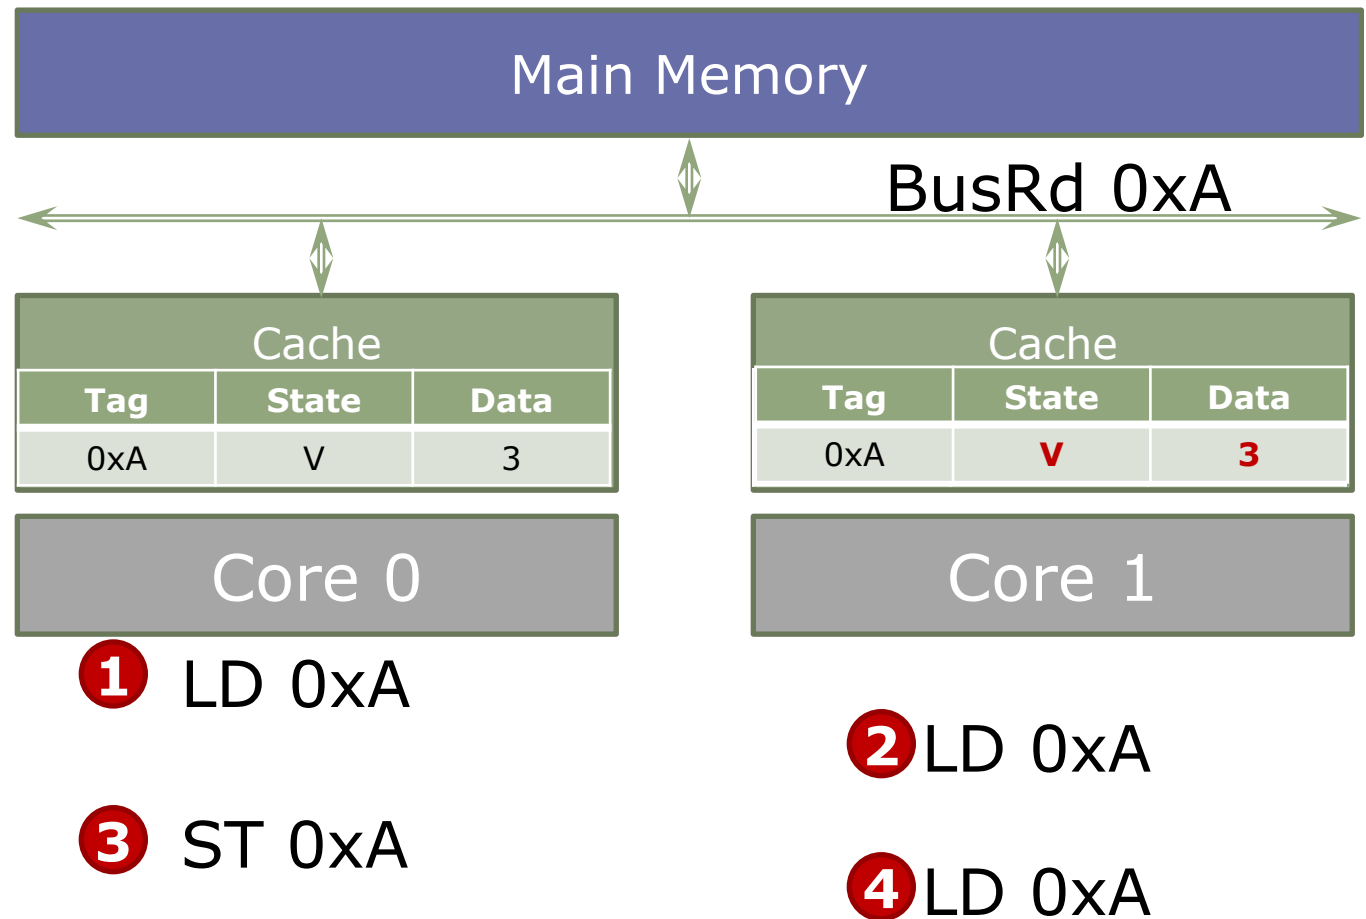 Main Memory
BusRd 0xA
Cache
Tag State Data
0xA V 3
Cache
Tag State Data
0xA V 3
Core 0
Core 1
1 LD 0xA
2 LD 0xA
3 ST 0xA
4 LD 0xA